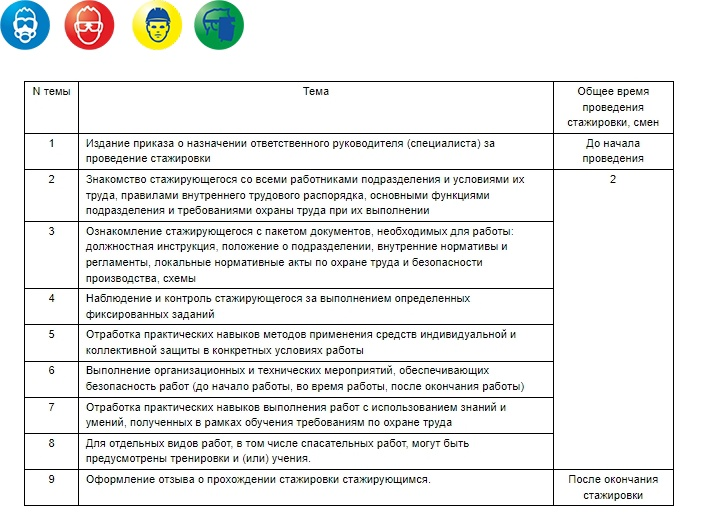 N темы Тема Общее время
проведения
стажировки, смен
1 Издание приказа о назначении ответственного руководителя (специалиста) за До начала
проведение стажировки проведения
2 Знакомство стажирующегося со всеми работниками подразделения и условиями их 2
труда, правилами внутреннего трудового распорядка, основными функциями
подразделения и требованиями охраны труда при их выполнении
3 Ознакомление стажирующегося с пакетом документов, необходимых для работы:
должностная инструкция, положение о подразделении, внутренние нормативы и
регламенты, локальные нормативные акты по охране труда и безопасности
производства, схемы
4 Наблюдение и контроль стажирующегося за выполнением определенных
фиксированных заданий
5 Отработка практических навыков методов применения средств индивидуальной и
коллективной защиты в конкретных условиях работы
6 Выполнение организационных и технических мероприятий, обеспечивающих
безопасность работ (до начало работы, во время работы, после окончания работы)
7 Отработка практических навыков выполнения работ с использованием знаний и
умений, полученных в рамках обучения требованиям по охране труда
8 Для отдельных видов работ, в том числе спасательных работ, могут быть
предусмотрены тренировки и (или) учения.
9 Оформление отзыва о прохождении стажировки стажирующимся. После окончания
стажировки